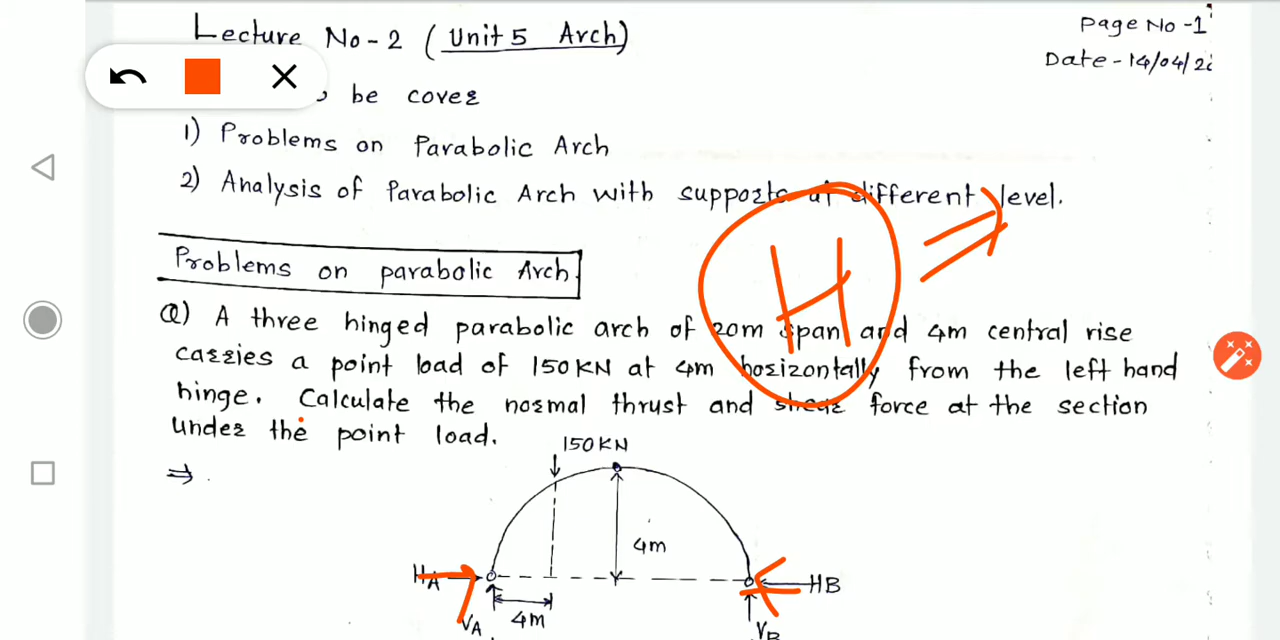 Lecture No-2 (Unit 5 Arch)
Page No-1
Date-14/04/2
be cover
1) Problems on Parabolic Arch
2) Analysis of Parabolic Arch with supports at different level.
Problems on parabolic Arch.
Q) A three hinged parabolic arch of 20m span and 4m central rise
carries a point load of 150KN at 4m horizontally from the left hand
hinge. Calculate the normal thrust and shear force at the section
under the point load.
⇒
H ⇒
150KN
4m
HA
HB
4m
VA
VB